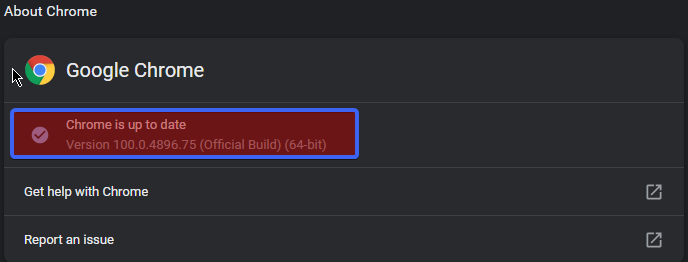 About Chrome
Google Chrome
Chrome is up to date
Version 100.0.4896.75 (Official Build) (64-bit)
Get help with Chrome
Report an issue